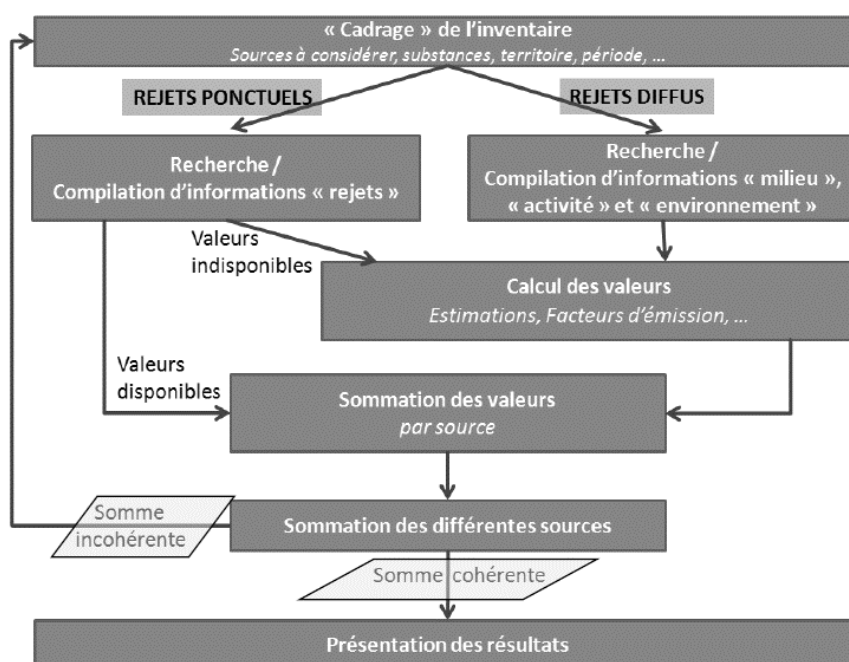 « Cadrage » de l'inventaire
Sources à considérer, substances, territoire, période, ...
REJETS PONCTUELS
REJETS DIFFUS
Recherche /
Compilation d'informations « rejets »
Recherche /
Compilation d'informations « milieu »,
« activité » et « environnement »
Valeurs
indisponibles
Calcul des valeurs
Estimations, Facteurs d'émission, ...
Valeurs
disponibles
Sommation des valeurs
par source
Somme
incohérente
Sommation des différentes sources
Somme cohérente
Présentation des résultats